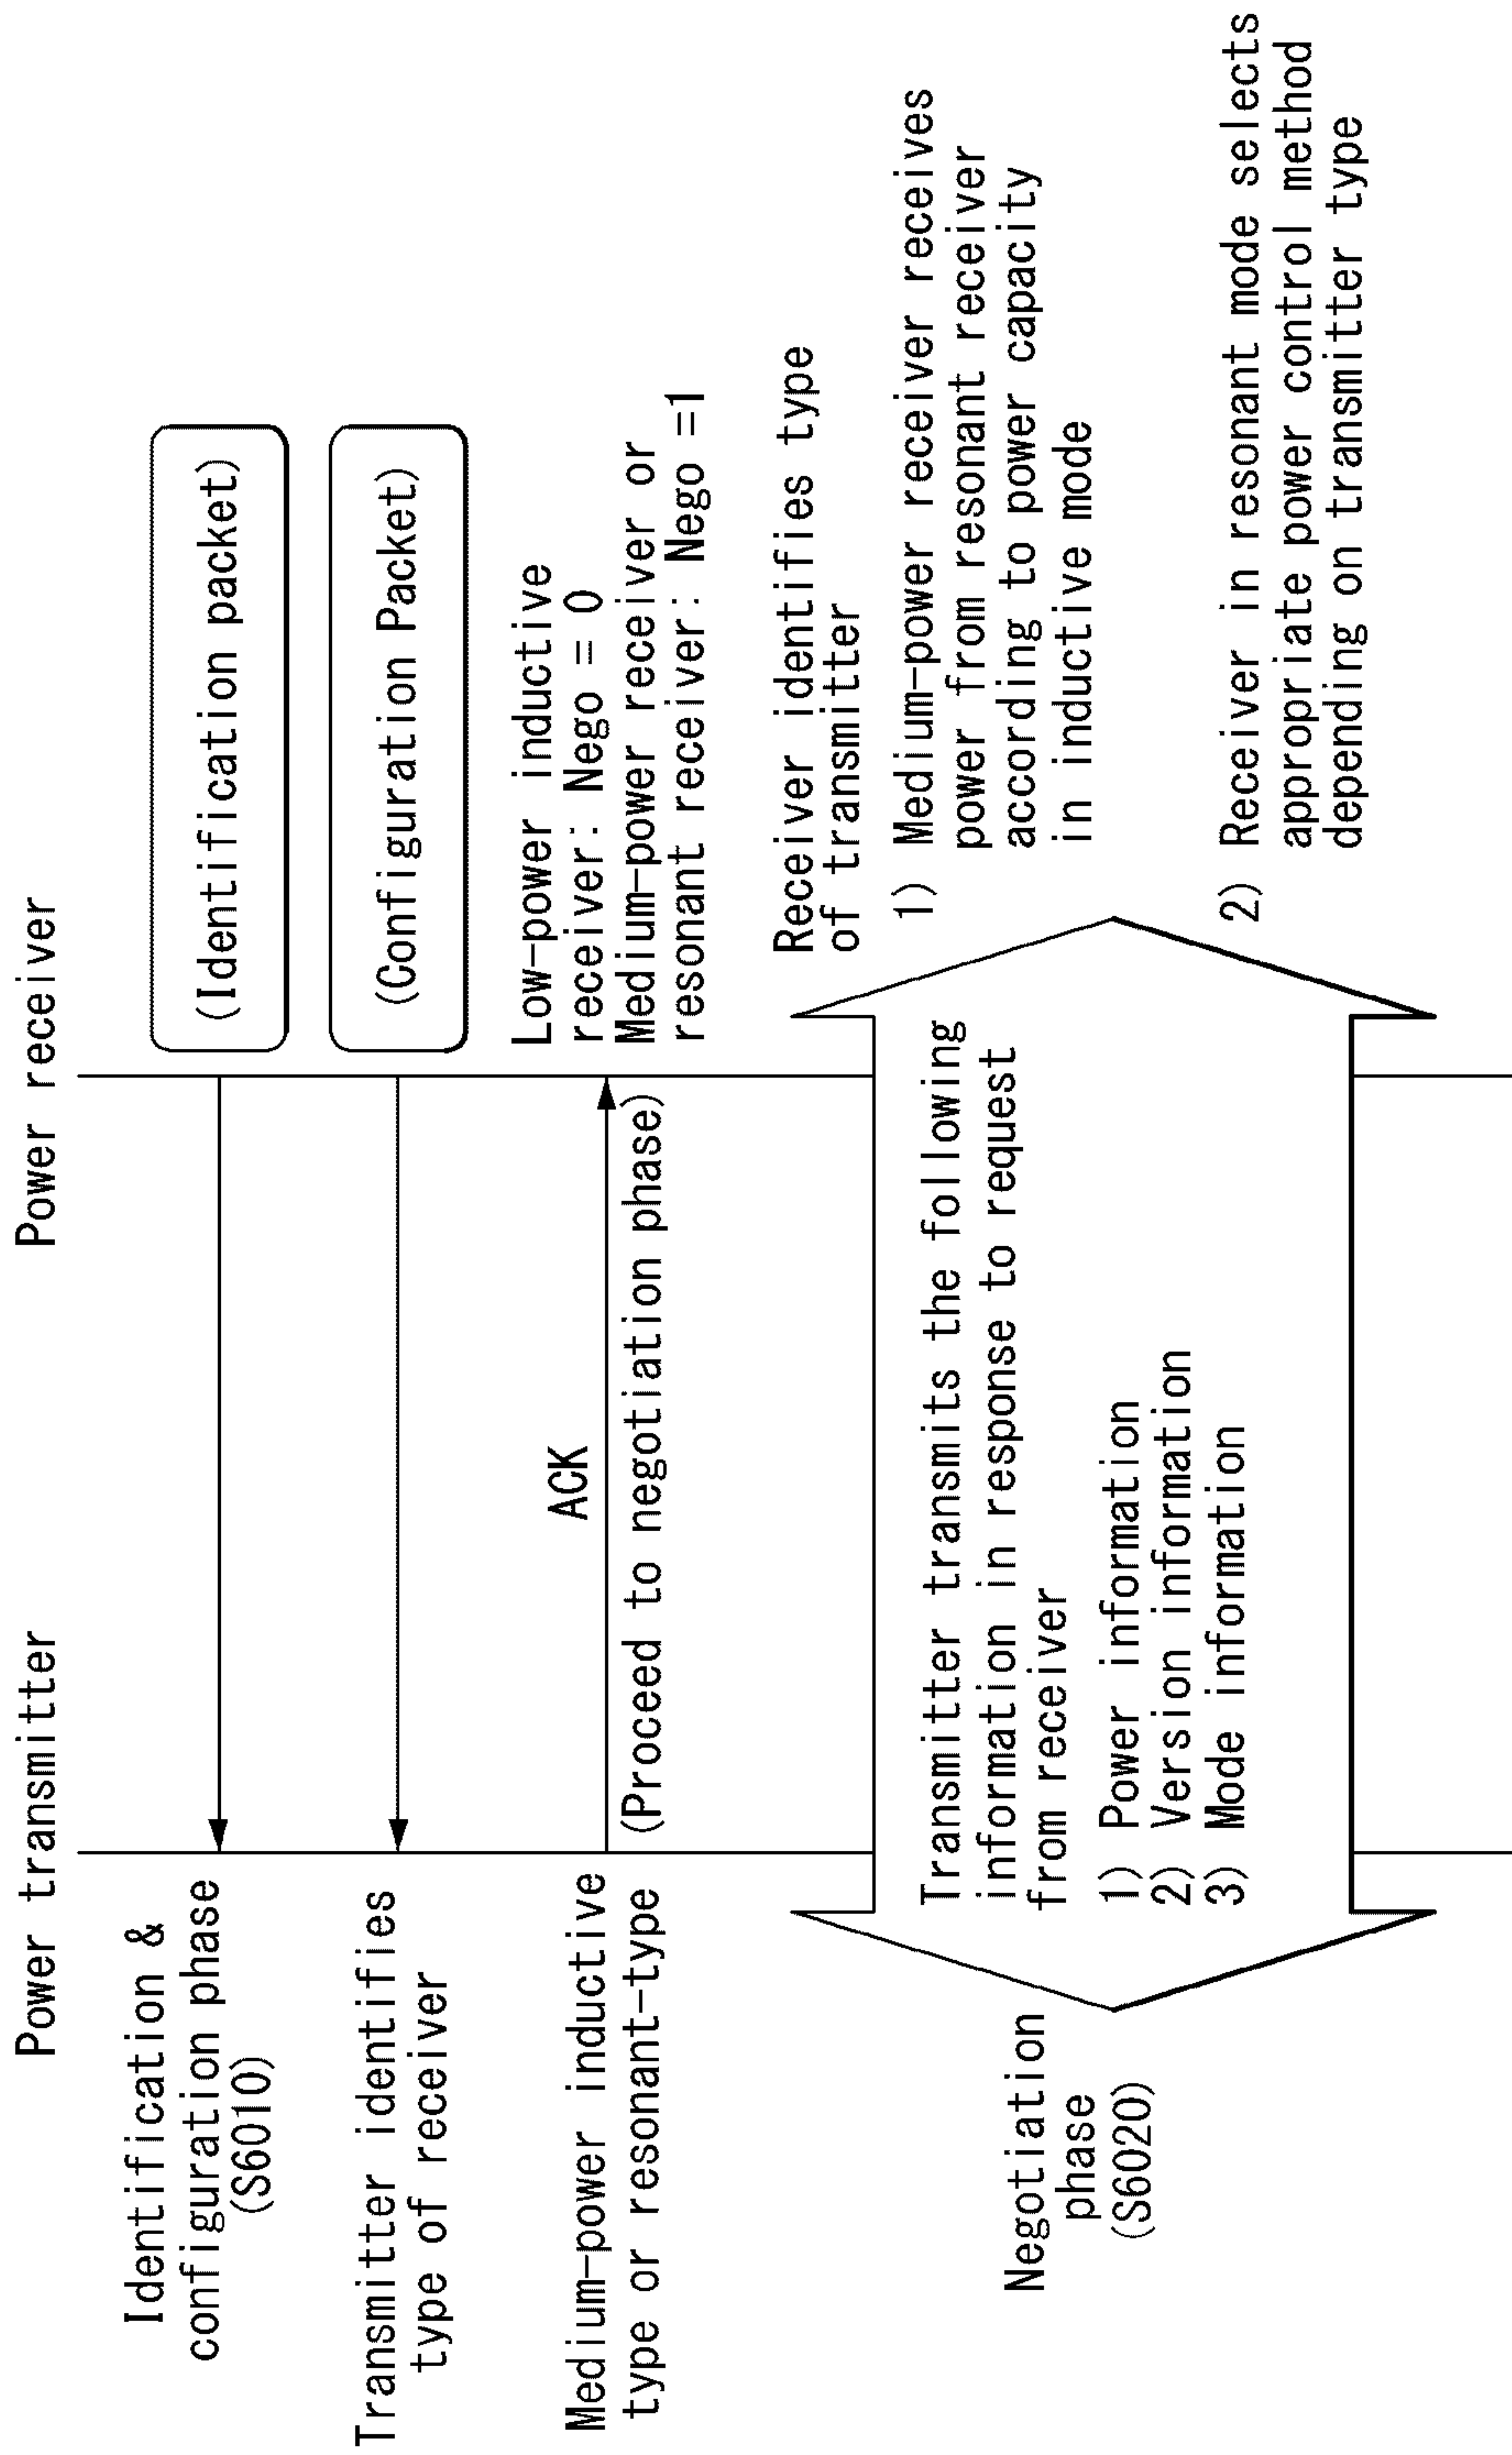 Power transmitter
Power receiver
Identification &
configuration phase
(S6010)
(Identification packet)
Transmitter identifies
type of receiver
(Configuration Packet)
Medium-power inductive
type or resonant-type
ACK
(Proceed to negotiation phase)
Low-power inductive
receiver: Nego = 0
Medium-power receiver or
resonant receiver: Nego =1
Negotiation
phase
(S6020)
Transmitter transmits the following
information in response to request
from receiver
1) Power information
2) Version information
3) Mode information
Receiver identifies type
of transmitter
1) Medium-power receiver receives
power from resonant receiver
according to power capacity
in inductive mode
2) Receiver in resonant mode selects
appropriate power control method
depending on transmitter type